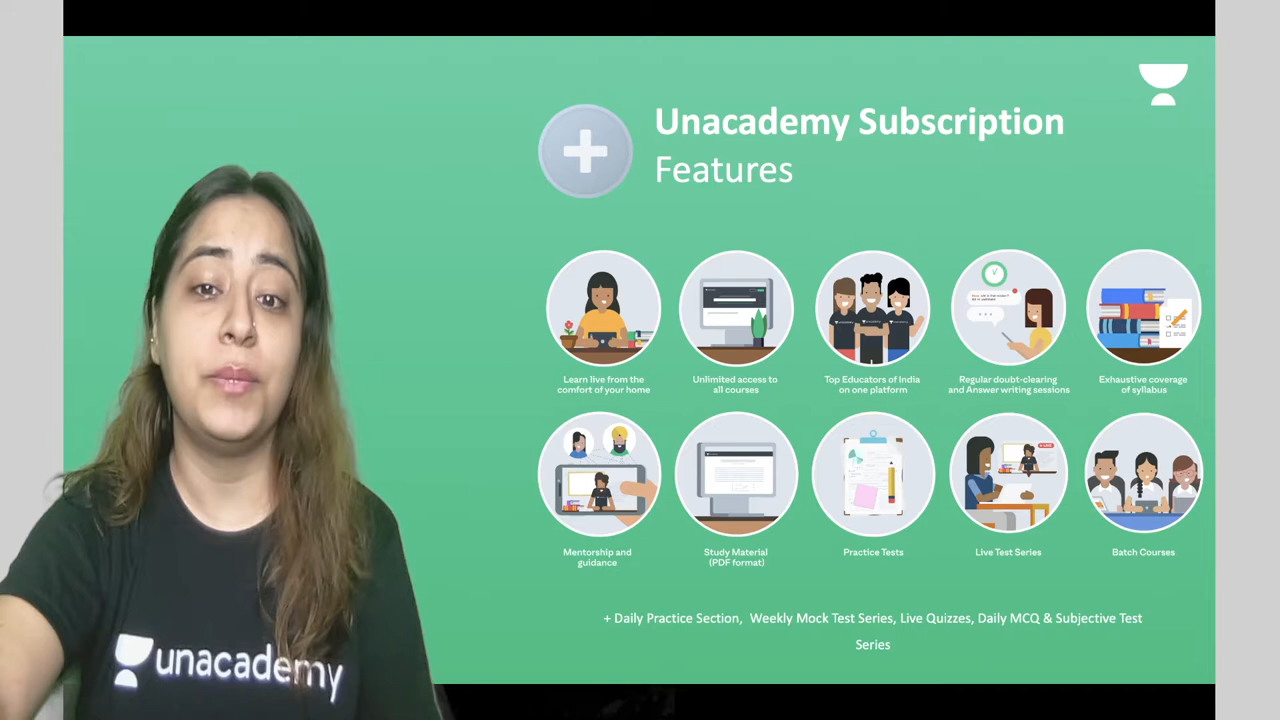 Unacademy Subscription
Features
Learn live from the
comfort of your home
Unlimited access to
all courses
Top Educators of India
on one platform
Regular doubt-clearing
and Answer writing sessions
Exhaustive coverage
of syllabus
Mentorship and
guidance
Study Material
(PDF format)
Practice Tests
Live Test Series
Batch Courses
+ Daily Practice Section, Weekly Mock Test Series, Live Quizzes, Daily MCQ & Subjective Test
Series
unacademy